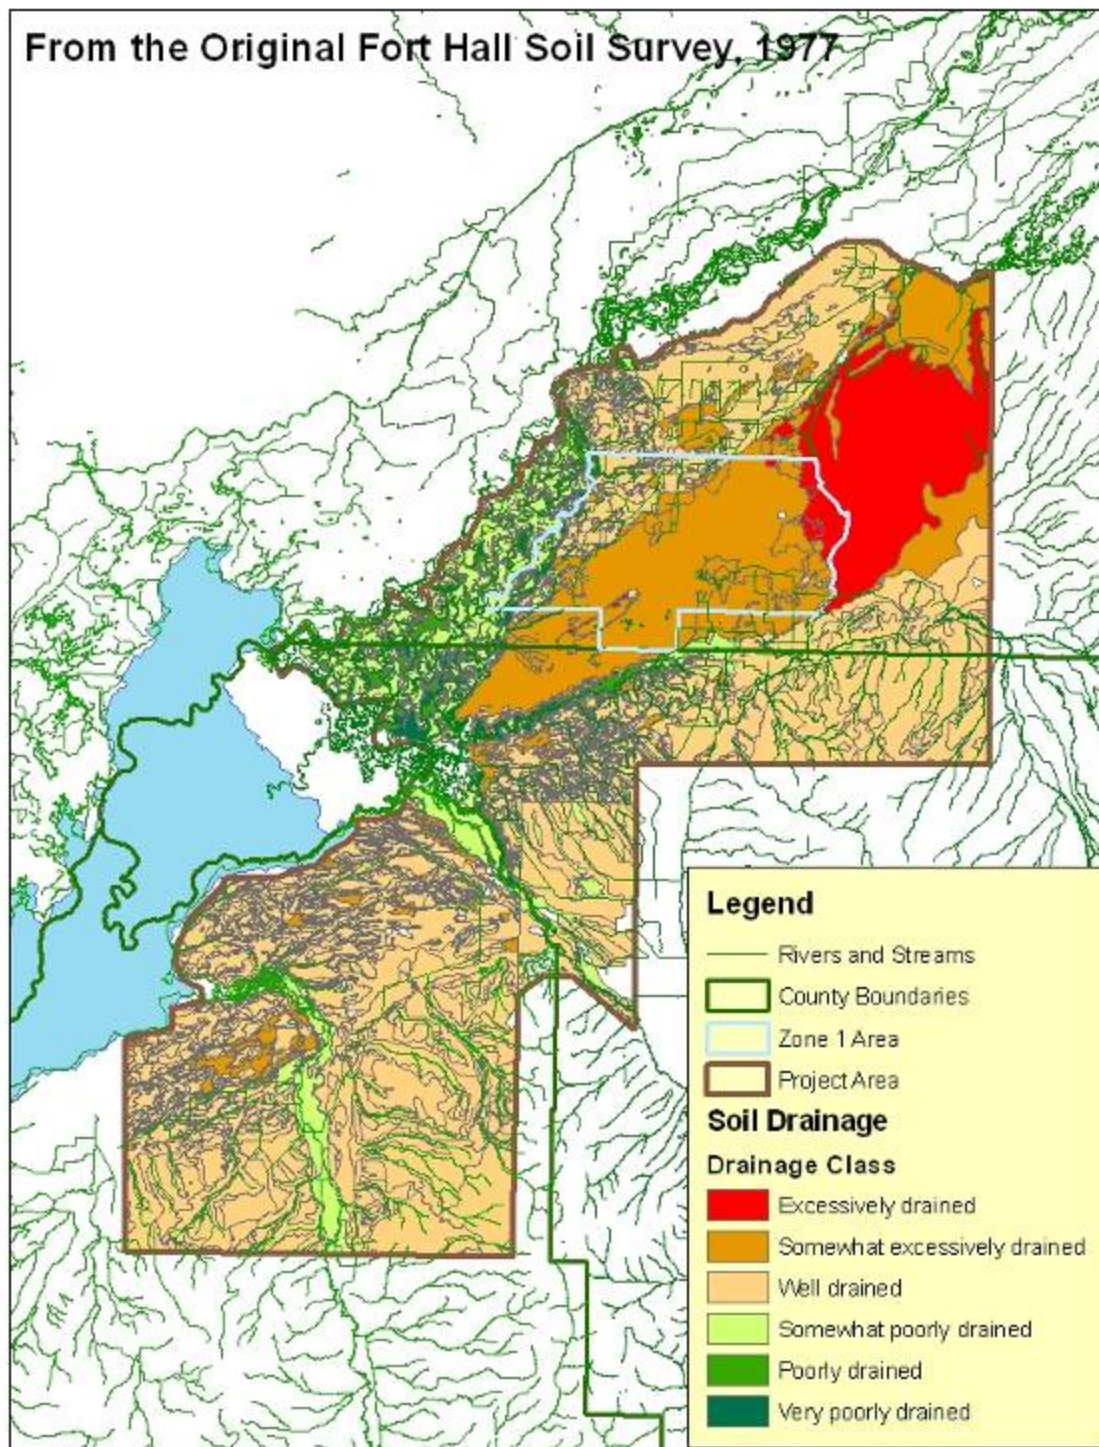 From the Original Fort Hall Soil Survey, 1977
Legend
Rivers and Streams
County Boundaries
Zone 1 Area
Project Area
Soil Drainage
Drainage Class
Excessively drained
Somewhat excessively drained
Well drained
Somewhat poorly drained
Poorly drained
Very poorly drained